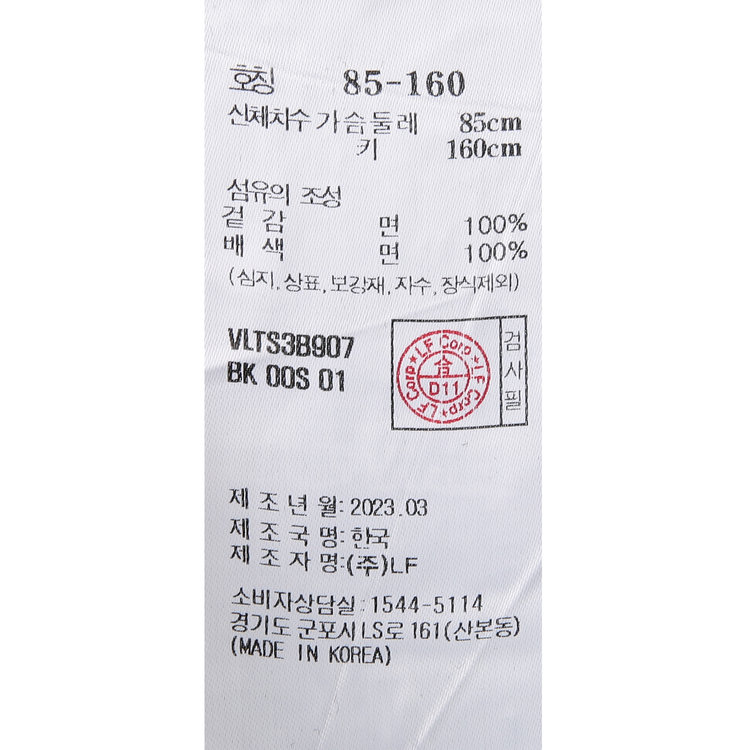 호칭 85-160
신체치수 가슴둘레 85cm
키 160cm
섬유의 조성
겉 감 면 100%
배 색 면 100%
(심지,상표,보강재,자수,장식제외)
VLTS3B907
BK 00S 01
LF Corp★LF Corp★LF Corp★
合
D11
검사필
제 조 년 월: 2023.03
제 조 국 명: 한국
제 조 자 명:(주)LF
소비자상담실 : 1544-5114
경기도 군포시 LS로 161(산본동)
(MADE IN KOREA)